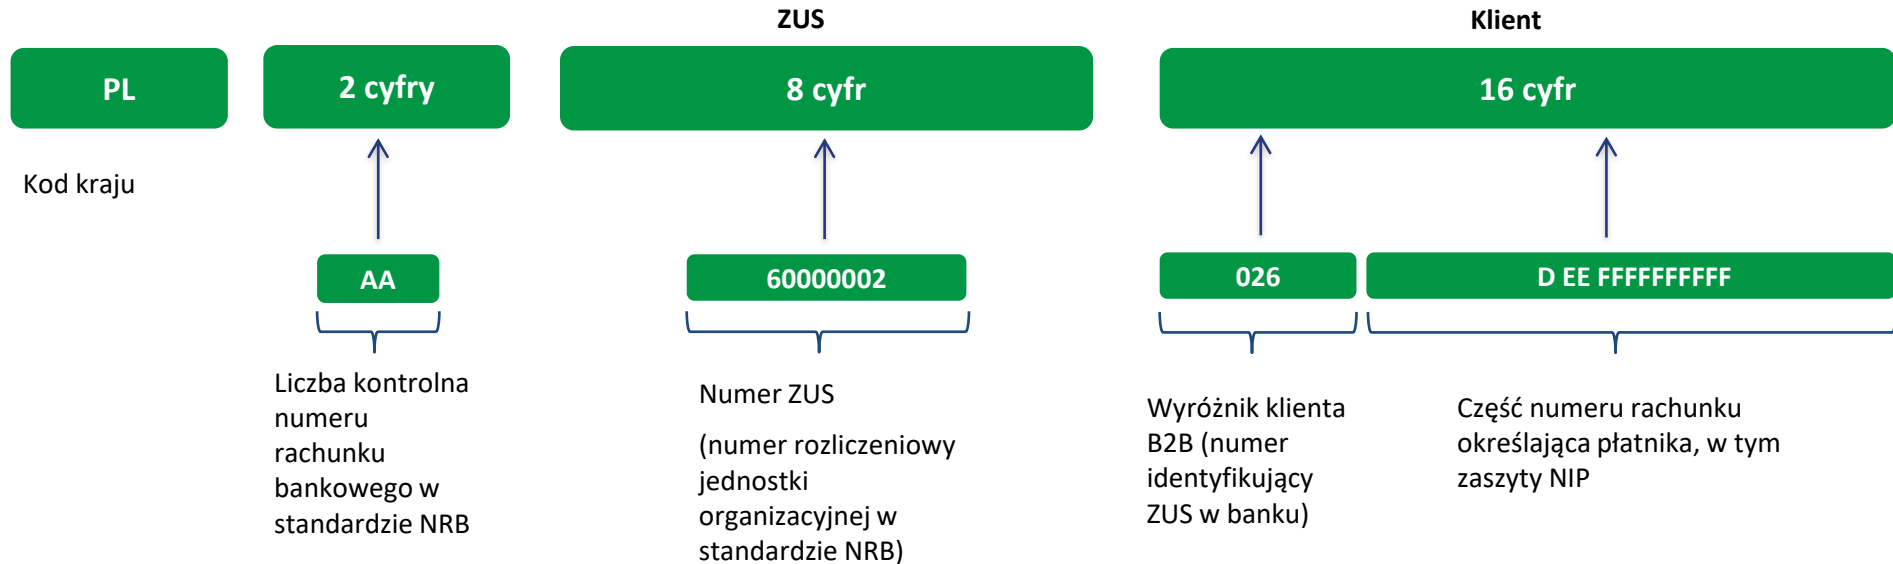 ZUS
Klient
PL
2 cyfry
8 cyfr
16 cyfr
Kod kraju
AA
60000002
026
D EE FFFFFFFFFF
Liczba kontrolna
numeru
rachunku
bankowego w
standardzie NRB
Numer ZUS
(numer rozliczeniowy
jednostki
organizacyjnej w
standardzie NRB)
Wyróżnik klienta
B2B (numer
identyfikujący
ZUS w banku)
Część numeru rachunku
określająca płatnika, w tym
zaszyty NIP